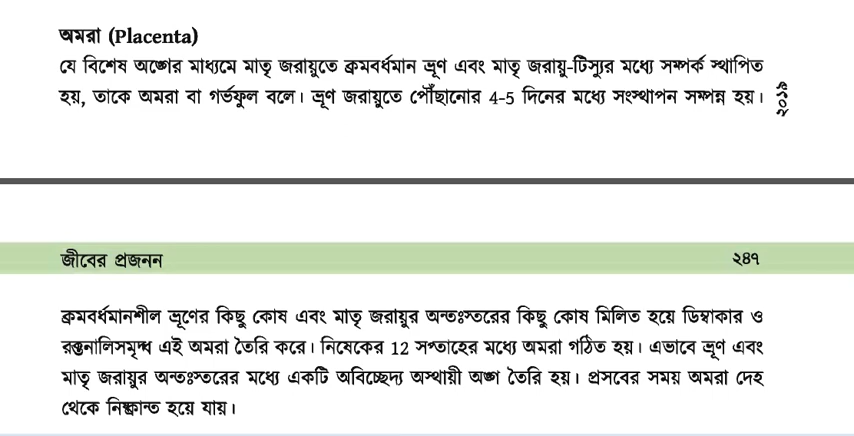 অমরা (Placenta)
যে বিশেষ অঙ্গের মাধ্যমে মাতৃ জরায়ুতে ক্রমবর্ধমান ভ্রূণ এবং মাতৃ জরায়ু-টিস্যুর মধ্যে সম্পর্ক স্থাপিত
হয়, তাকে অমরা বা গর্ভফুল বলে। ভ্রূণ জরায়ুতে পৌঁছানোর 4-5 দিনের মধ্যে সংস্থাপন সম্পন্ন হয়।
২০১৯
জীবের প্রজনন ২৪৭
ক্রমবর্ধমানশীল ভ্রূণের কিছু কোষ এবং মাতৃ জরায়ুর অন্তঃস্তরের কিছু কোষ মিলিত হয়ে ডিম্বাকার ও
রক্তনালিসমৃদ্ধ এই অমরা তৈরি করে। নিষেকের 12 সপ্তাহের মধ্যে অমরা গঠিত হয়। এভাবে ভ্রূণ এবং
মাতৃ জরায়ুর অন্তঃস্তরের মধ্যে একটি অবিচ্ছেদ্য অস্থায়ী অঙ্গ তৈরি হয়। প্রসবের সময় অমরা দেহ
থেকে নিষ্ক্রান্ত হয়ে যায়।